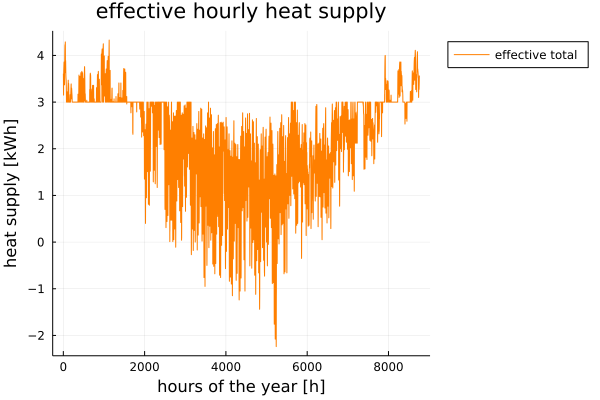 effective hourly heat supply
effective total
heat supply [kWh]
4
3
2
1
0
−1
−2
0 2000 4000 6000 8000
hours of the year [h]